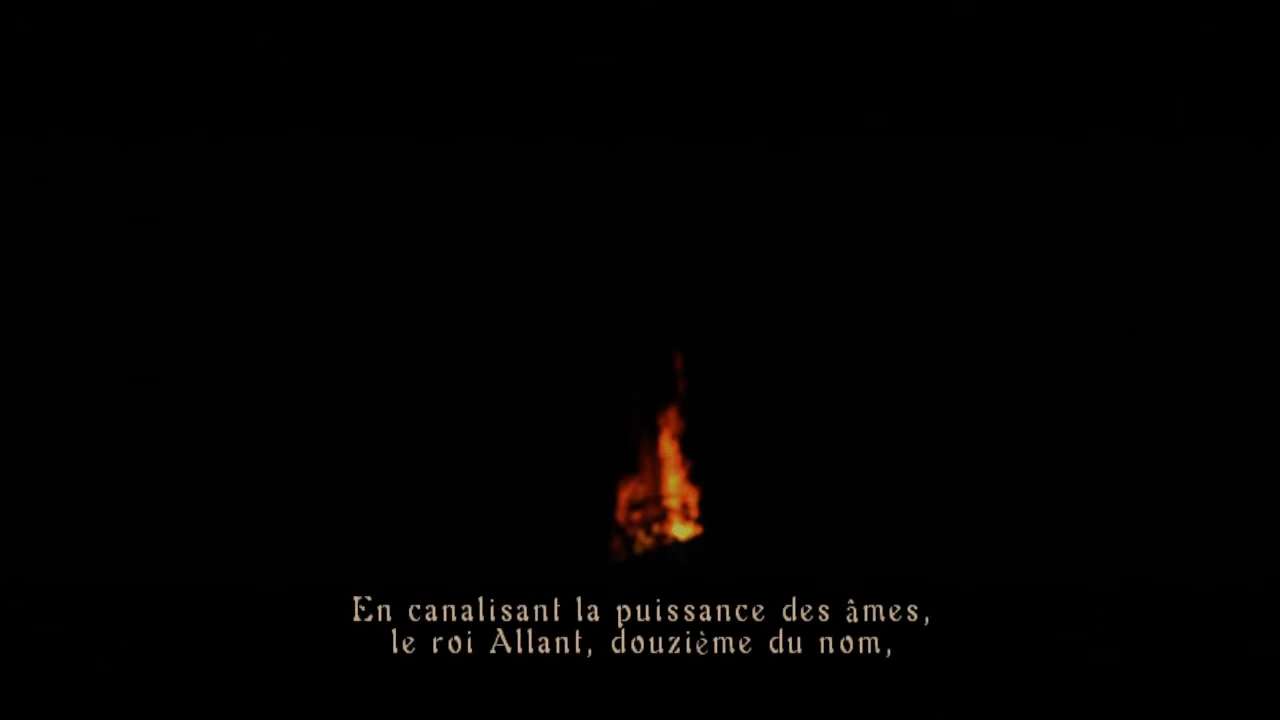 En canalisant la puissance des âmes,
le roi Allant, douzième du nom,